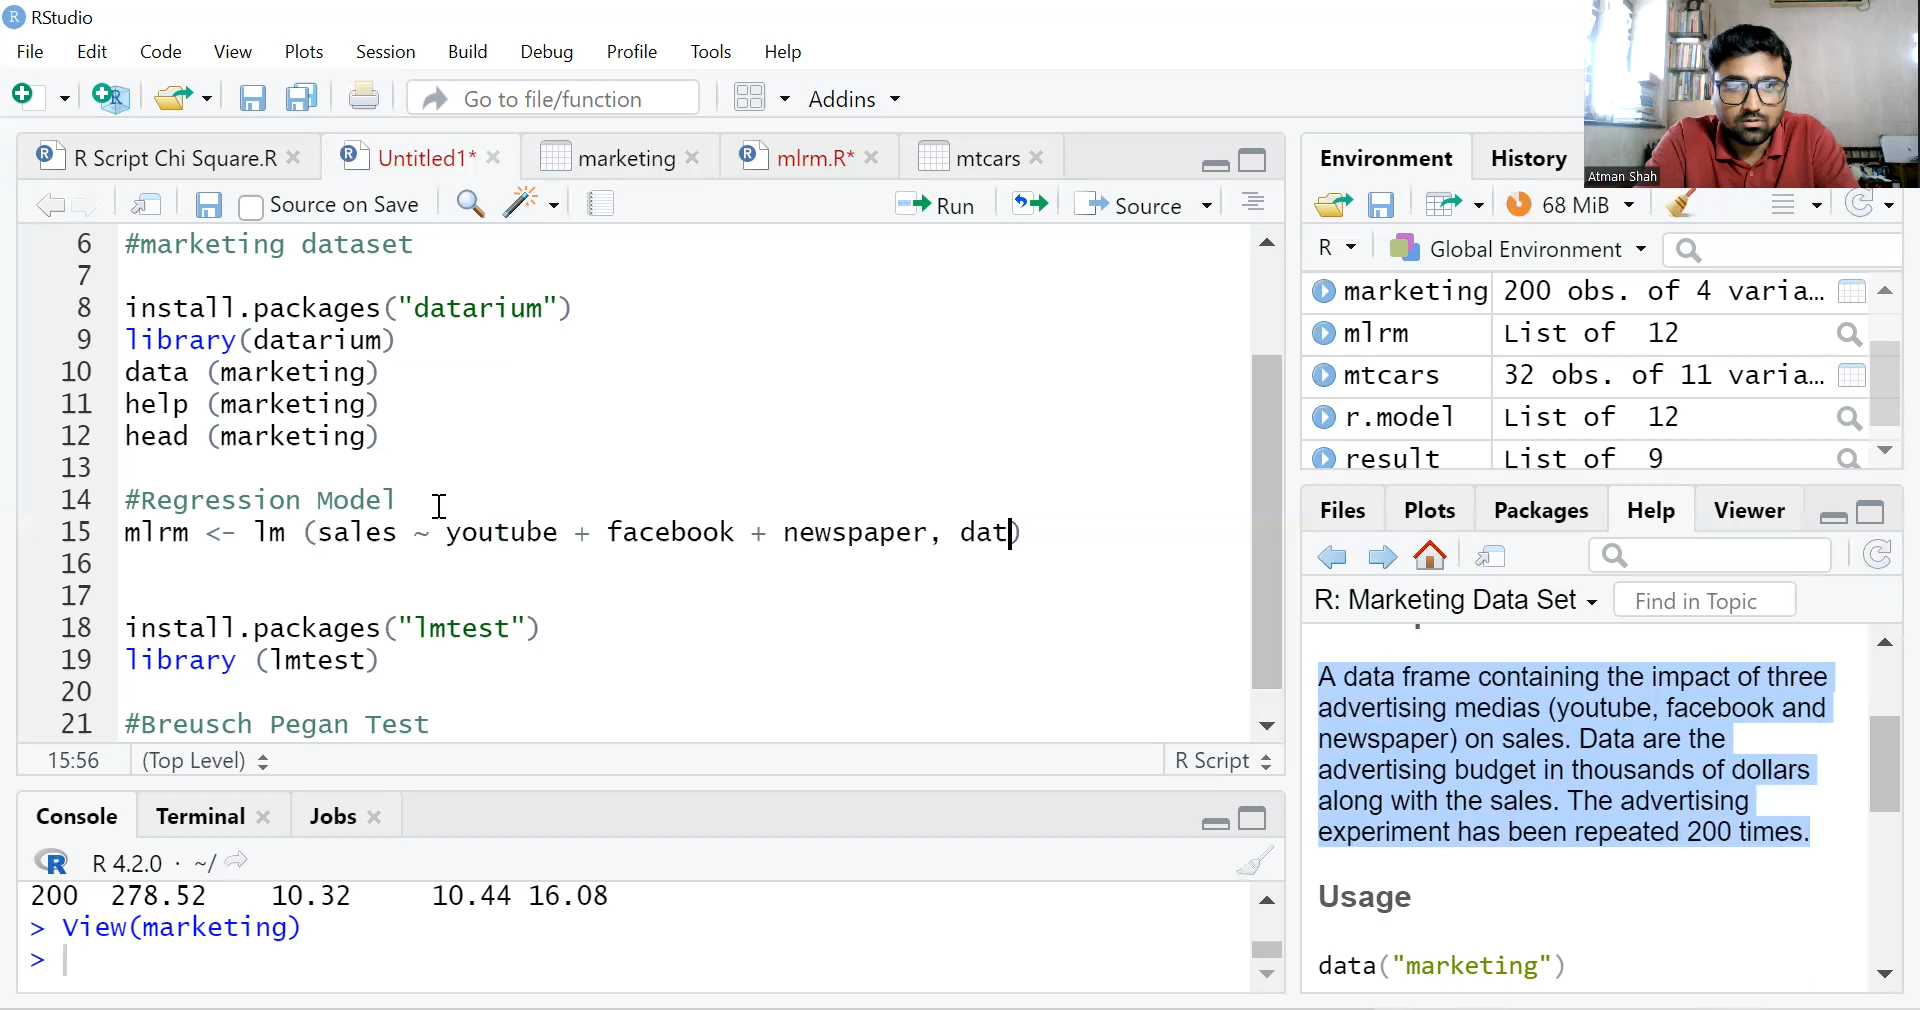 RStudio
File Edit Code View Plots Session Build Debug Profile Tools Help
Go to file/function Addins
R Script Chi Square.R Untitled1* marketing mlrm.R* mtcars
Source on Save Run Source
6 #marketing dataset
7
8 install.packages("datarium")
9 library(datarium)
10 data (marketing)
11 help (marketing)
12 head (marketing)
13
14 #Regression Model
15 mlrm <- lm (sales ~ youtube + facebook + newspaper, dat)
16
17
18 install.packages("lmtest")
19 library (lmtest)
20
21 #Breusch Pegan Test
15:56 (Top Level) R Script
Console Terminal Jobs
R 4.2.0 · ~/
200 278.52 10.32 10.44 16.08
> View(marketing)
>
Atman Shah
Environment History
68 MiB
R Global Environment
marketing 200 obs. of 4 varia…
mlrm List of 12
mtcars 32 obs. of 11 varia…
r.model List of 12
result List of 9
Files Plots Packages Help Viewer
R: Marketing Data Set Find in Topic
A data frame containing the impact of three
advertising medias (youtube, facebook and
newspaper) on sales. Data are the
advertising budget in thousands of dollars
along with the sales. The advertising
experiment has been repeated 200 times.
Usage
data("marketing")